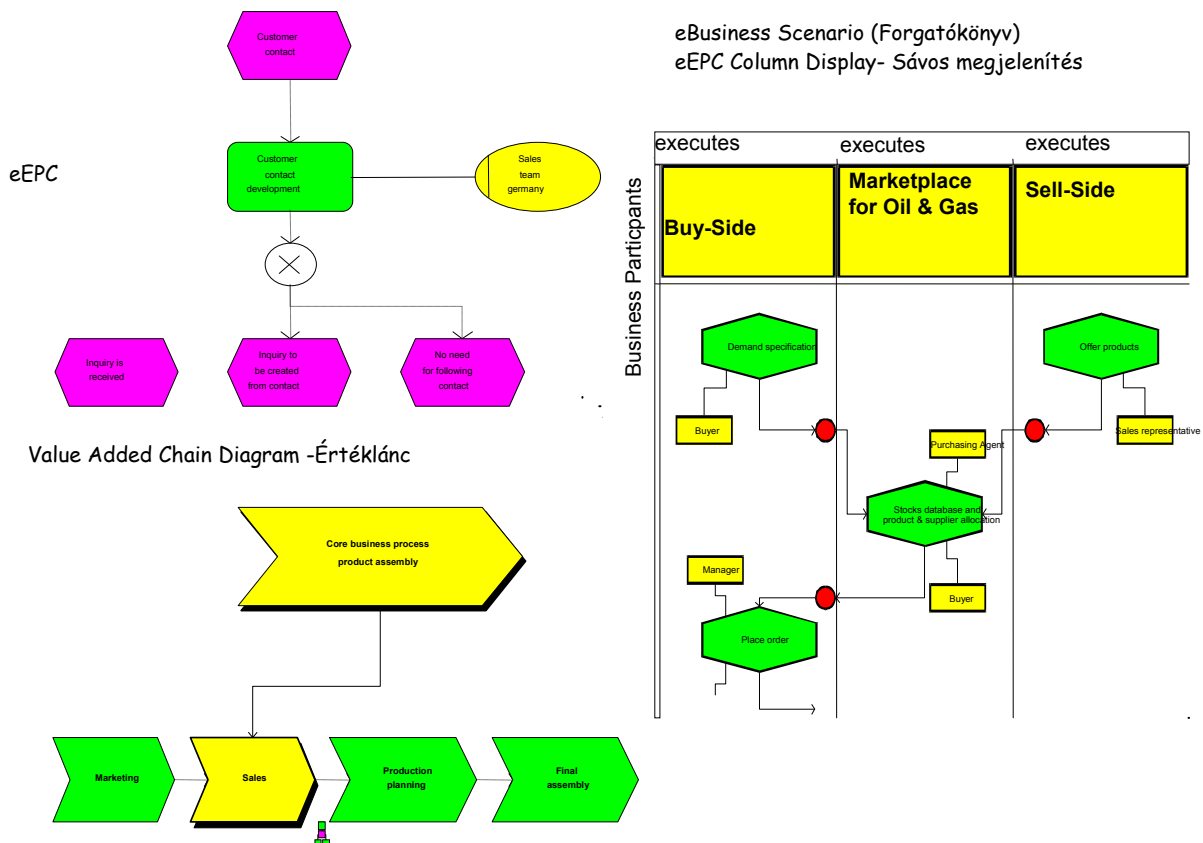 Customer
contact
eEPC
Customer
contact
development
Sales
team
germany
Inquiry is
received
Inquiry to
be created
from contact
No need
for following
contact
Value Added Chain Diagram -Értéklánc
Core business process
product assembly
Marketing
Sales
Production
planning
Final
assembly
eBusiness Scenario (Forgatókönyv)
eEPC Column Display- Sávos megjelenítés
executes
executes
executes
Business Particpants
Buy-Side
Marketplace
for Oil & Gas
Sell-Side
Demand specification
Offer products
Buyer
Sales representative
Purchasing Agent
Stocks database and
product & supplier allocation
Manager
Buyer
Place order